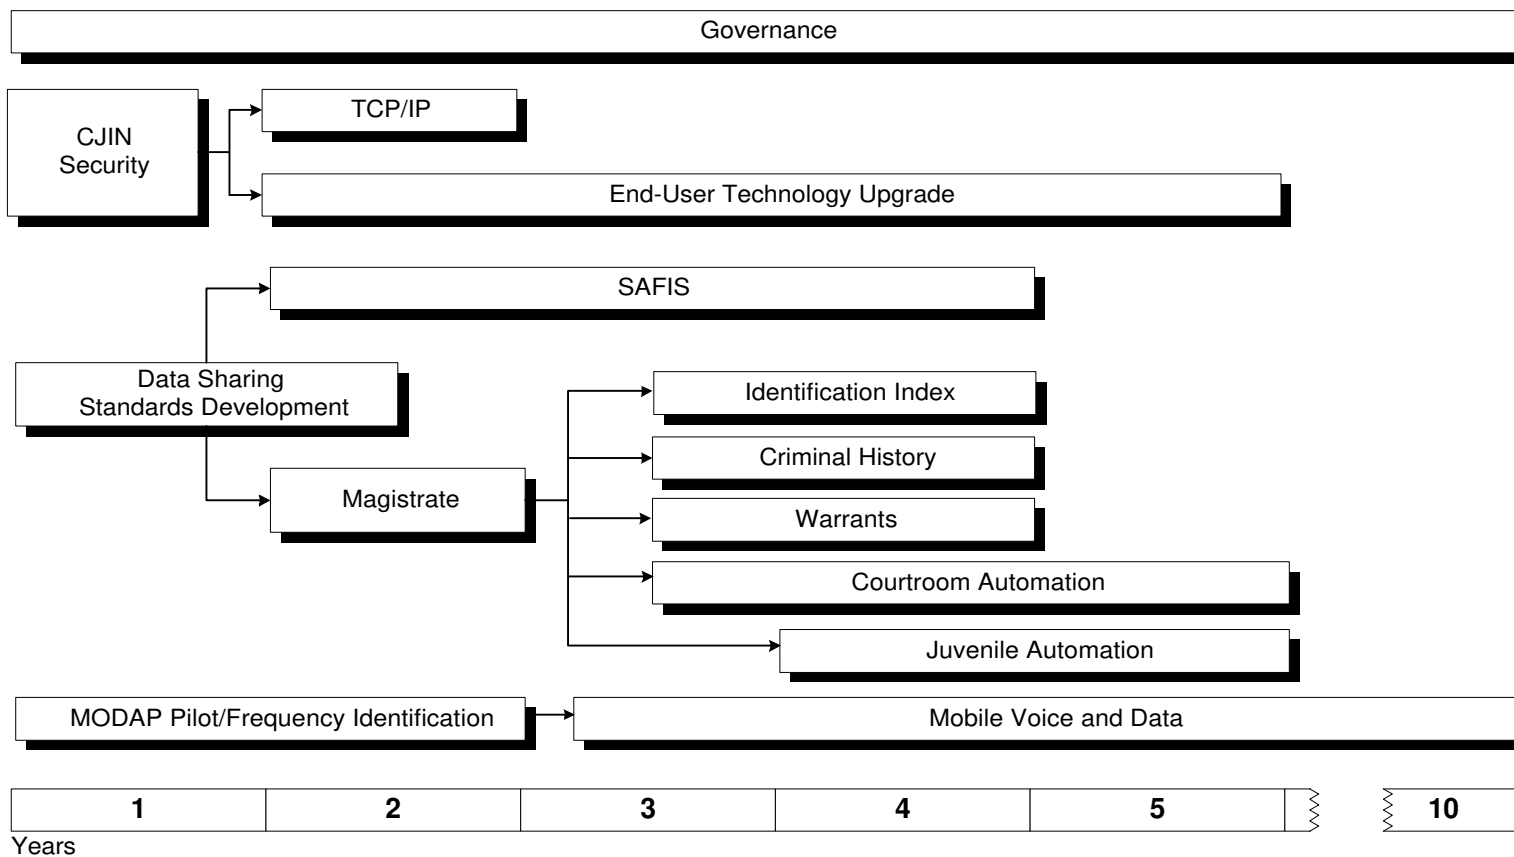 Governance
CJIN
Security
TCP/IP
End-User Technology Upgrade
SAFIS
Data Sharing
Standards Development
Identification Index
Criminal History
Magistrate
Warrants
Courtroom Automation
Juvenile Automation
MODAP Pilot/Frequency Identification
Mobile Voice and Data
1 2 3 4 5 10
Years